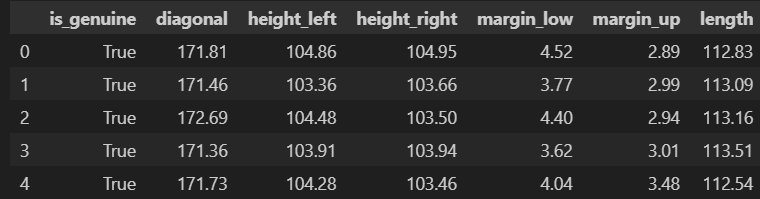 is_genuine diagonal height_left height_right margin_low margin_up length
0 True 171.81 104.86 104.95 4.52 2.89 112.83
1 True 171.46 103.36 103.66 3.77 2.99 113.09
2 True 172.69 104.48 103.50 4.40 2.94 113.16
3 True 171.36 103.91 103.94 3.62 3.01 113.51
4 True 171.73 104.28 103.46 4.04 3.48 112.54